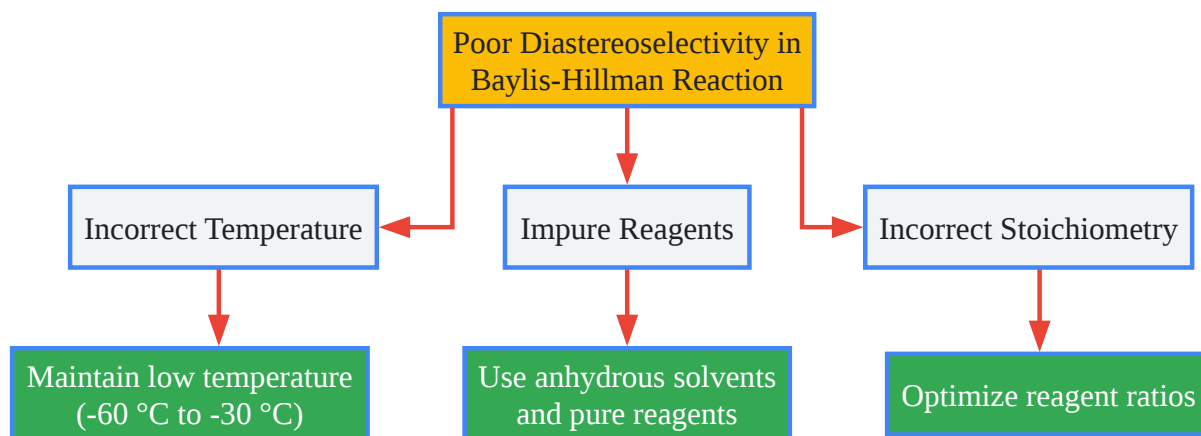 Poor Diastereoselectivity in
Baylis-Hillman Reaction
Incorrect Temperature
Impure Reagents
Incorrect Stoichiometry
Maintain low temperature
(-60 °C to -30 °C)
Use anhydrous solvents
and pure reagents
Optimize reagent ratios